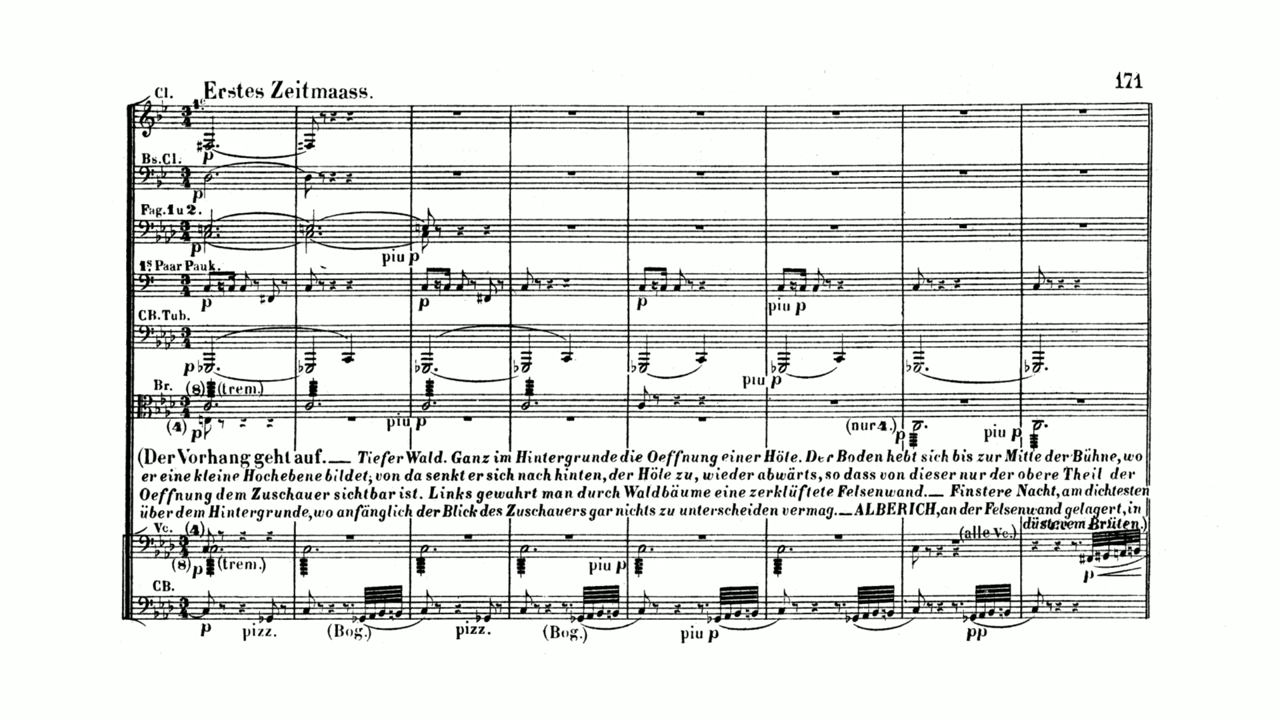 171
Cl. Erstes Zeitmaass.
1º
p
Bs.Cl.
p
Fag.1u2.
p
piu p
1s Paar Pauk.
p p p piu p
CB.Tub.
p
piu p
Br. (8) (trem.)
(4) p piu p (nur 4.) p piu p
(Der Vorhang geht auf. — Tiefer Wald. Ganz im Hintergrunde die Oeffnung einer Höle. Der Boden hebt sich bis zur Mitte der Bühne, wo
er eine kleine Hochebene bildet; von da senkt er sich nach hinten, der Höle zu, wieder abwärts, so dass von dieser nur der obere Theil der
Oeffnung dem Zuschauer sichtbar ist. Links gewahrt man durch Waldbäume eine zerklüftete Felsenwand. — Finstere Nacht, am dichtesten
über dem Hintergrunde, wo anfänglich der Blick des Zuschauers gar nichts zu unterscheiden vermag. — ALBERICH, an der Felsenwand gelagert, in
düsterem Brüten.)
Vc. (4) (alle Vc.)
(8) p (trem.) piu p p
CB.
p pizz. (Bog.) pizz. (Bog.) piu p pp